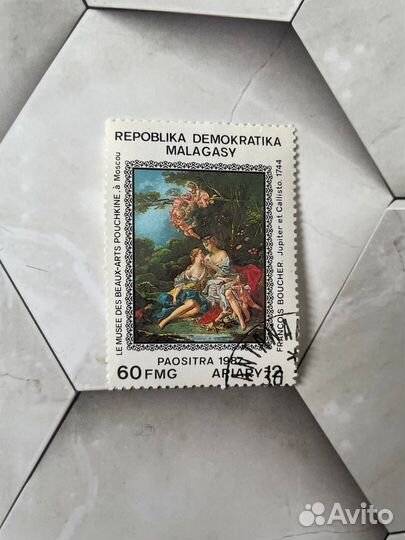 REPOBLIKA DEMOKRATIKA
MALAGASY
LE MUSEE DES BEAUX-ARTS POUCHKINE, à Moscou
FRANÇOIS BOUCHER. Jupiter et Callisto. 1744
PAOSITRA 1987
60 FMG ARIARY 12
Avito